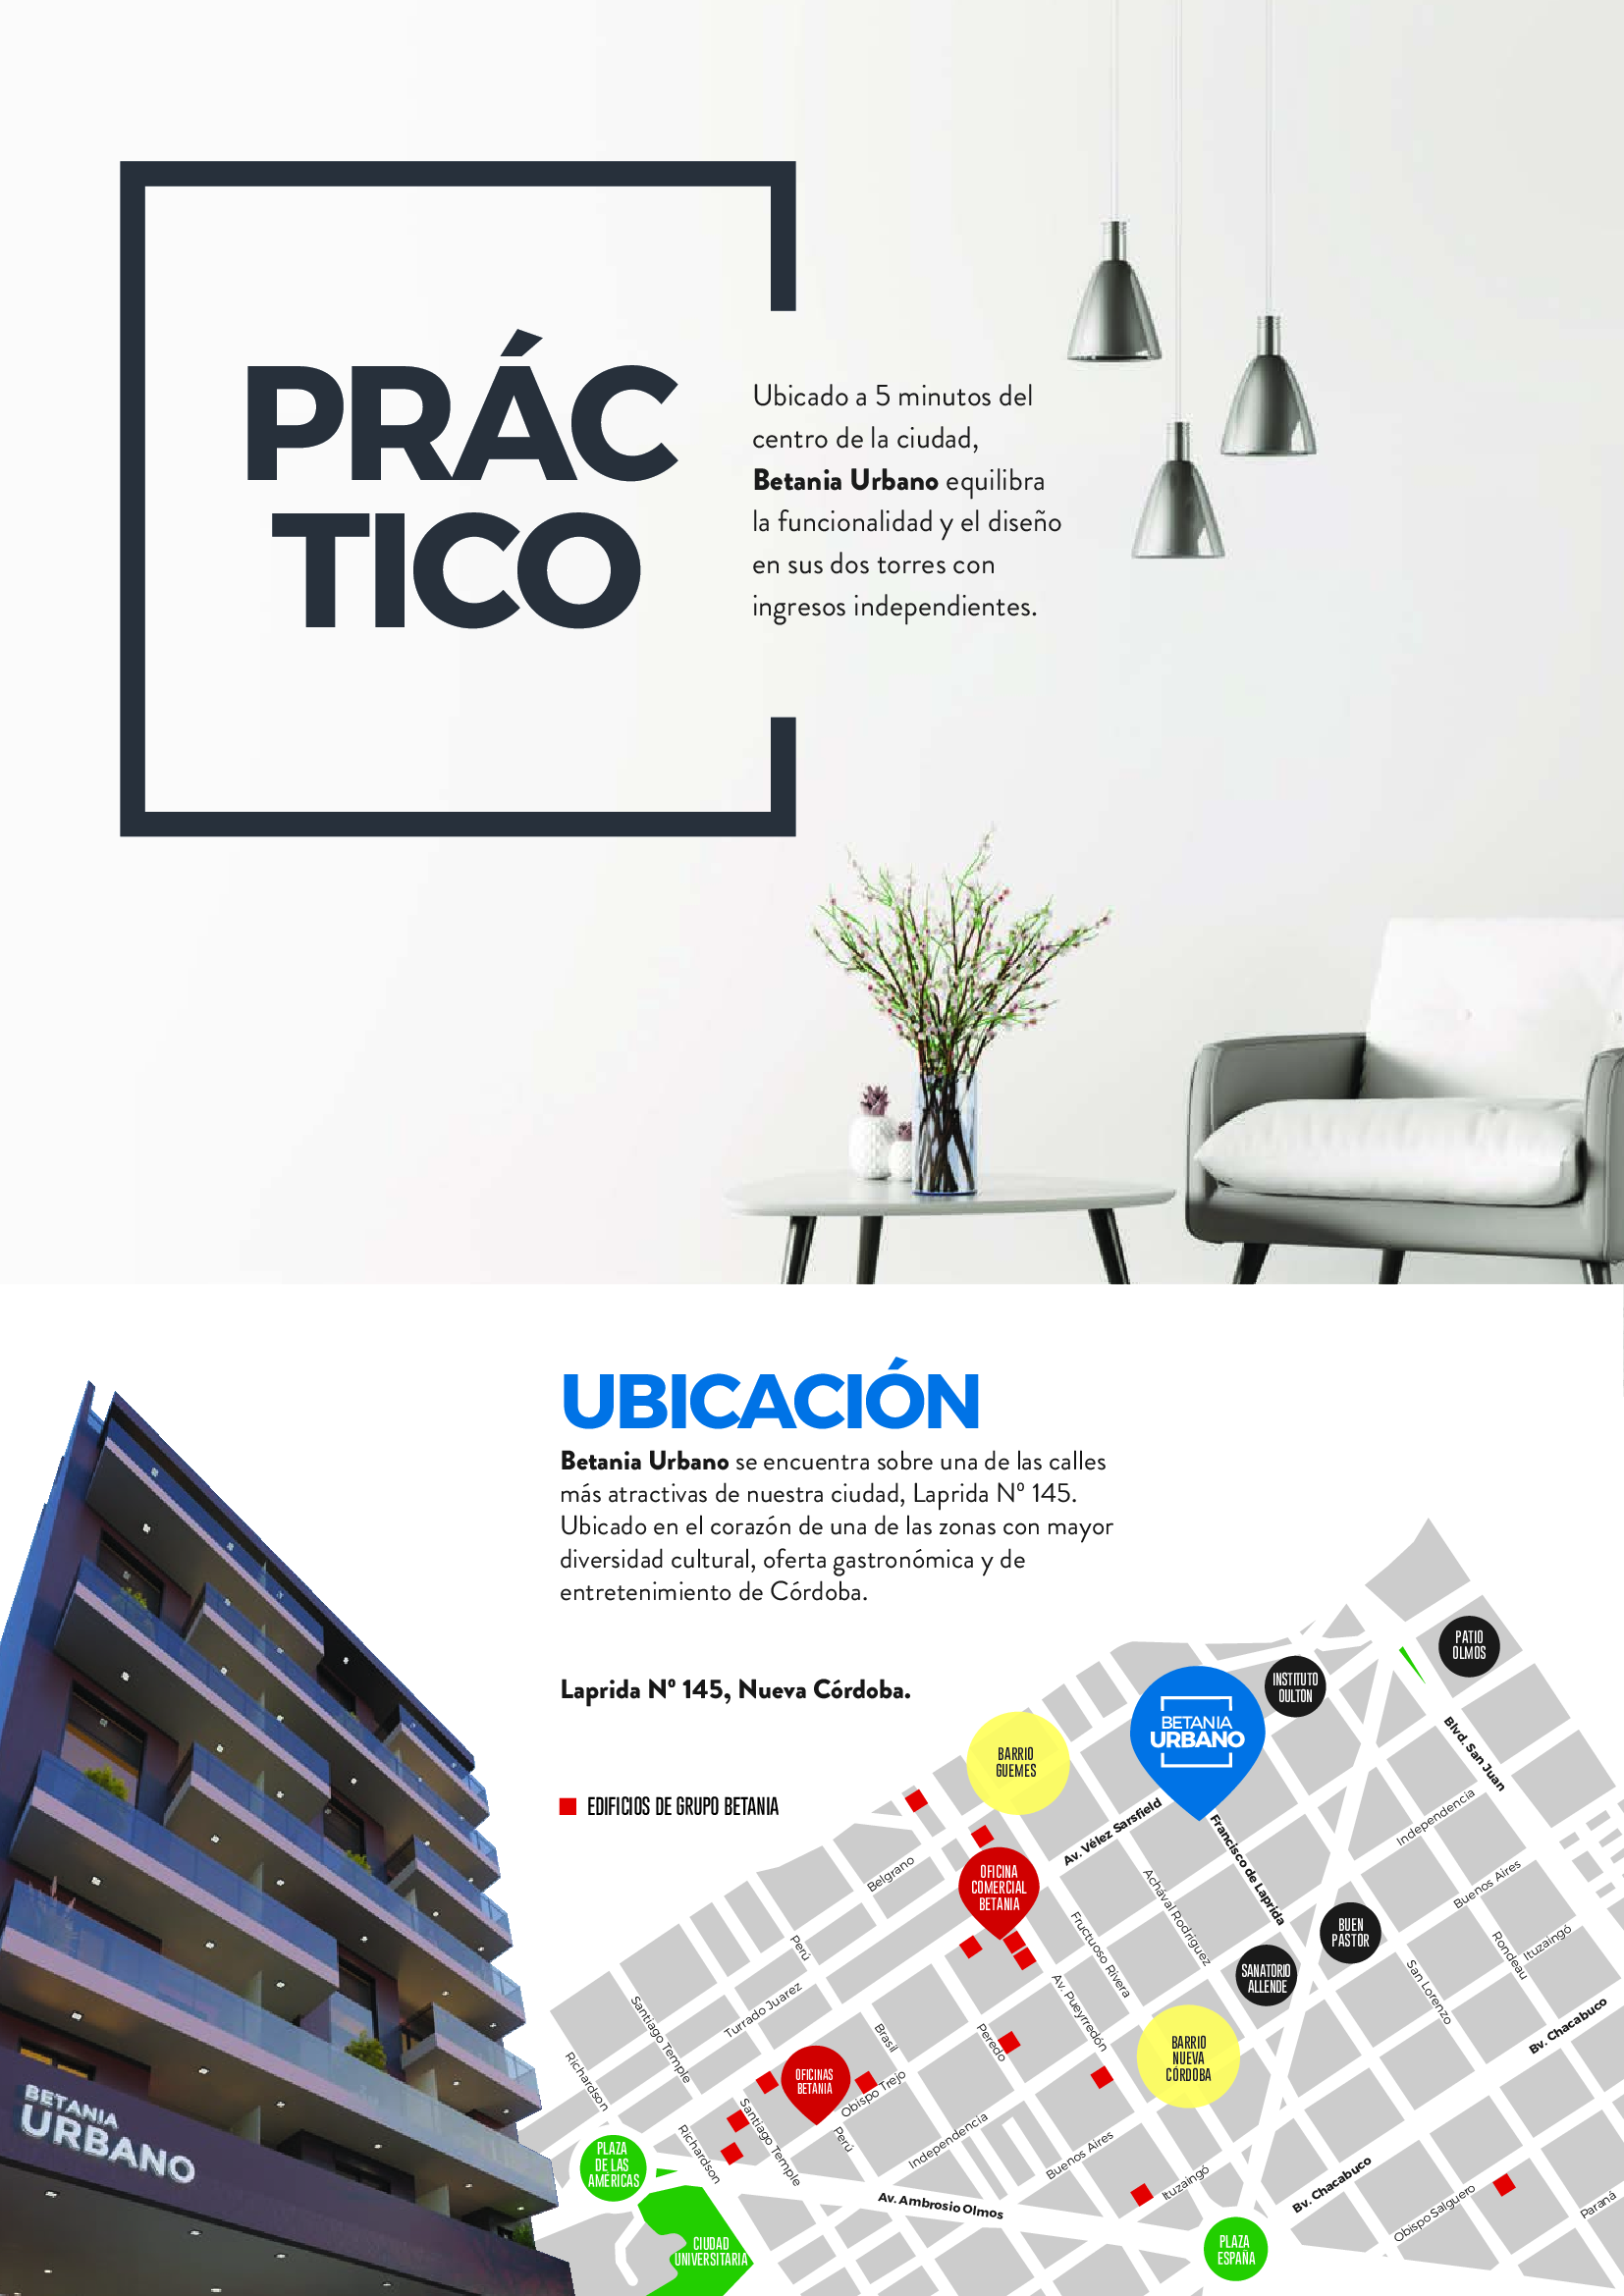 PRÁC
TICO
Ubicado a 5 minutos del
centro de la ciudad,
Betania Urbano equilibra
la funcionalidad y el diseño
en sus dos torres con
ingresos independientes.
UBICACIÓN
Betania Urbano se encuentra sobre una de las calles
más atractivas de nuestra ciudad, Laprida Nº 145.
Ubicado en el corazón de una de las zonas con mayor
diversidad cultural, oferta gastronómica y de
entretenimiento de Córdoba.
Laprida Nº 145, Nueva Córdoba.
EDIFICIOS DE GRUPO BETANIA
PATIO
OLMOS
INSTITUTO
OULTON
BETANIA
URBANO
BARRIO
GUEMES
Blvd. San Juan
Av. Vélez Sarsfield
Francisco de Laprida
Independencia
Belgrano
OFICINA
COMERCIAL
BETANIA
Achával Rodriguez
Buenos Aires
Fructuoso Rivera
BUEN
PASTOR
Rondeau
Ituzaingó
Perú
SANATORIO
ALLENDE
San Lorenzo
Av. Pueyrredón
Turrado Juarez
Santiago Temple
Bv. Chacabuco
Brasil
Peredo
BARRIO
NUEVA
CÓRDOBA
Richardson
OFICINAS
BETANIA
Obispo Trejo
Santiago Temple
Perú
Richardson
Independencia
Buenos Aires
Ituzaingó
Bv. Chacabuco
Obispo Salguero
Paraná
PLAZA
DE LAS
AMÉRICAS
Av. Ambrosio Olmos
CIUDAD
UNIVERSITARIA
PLAZA
ESPAÑA
BETANIA
URBANO